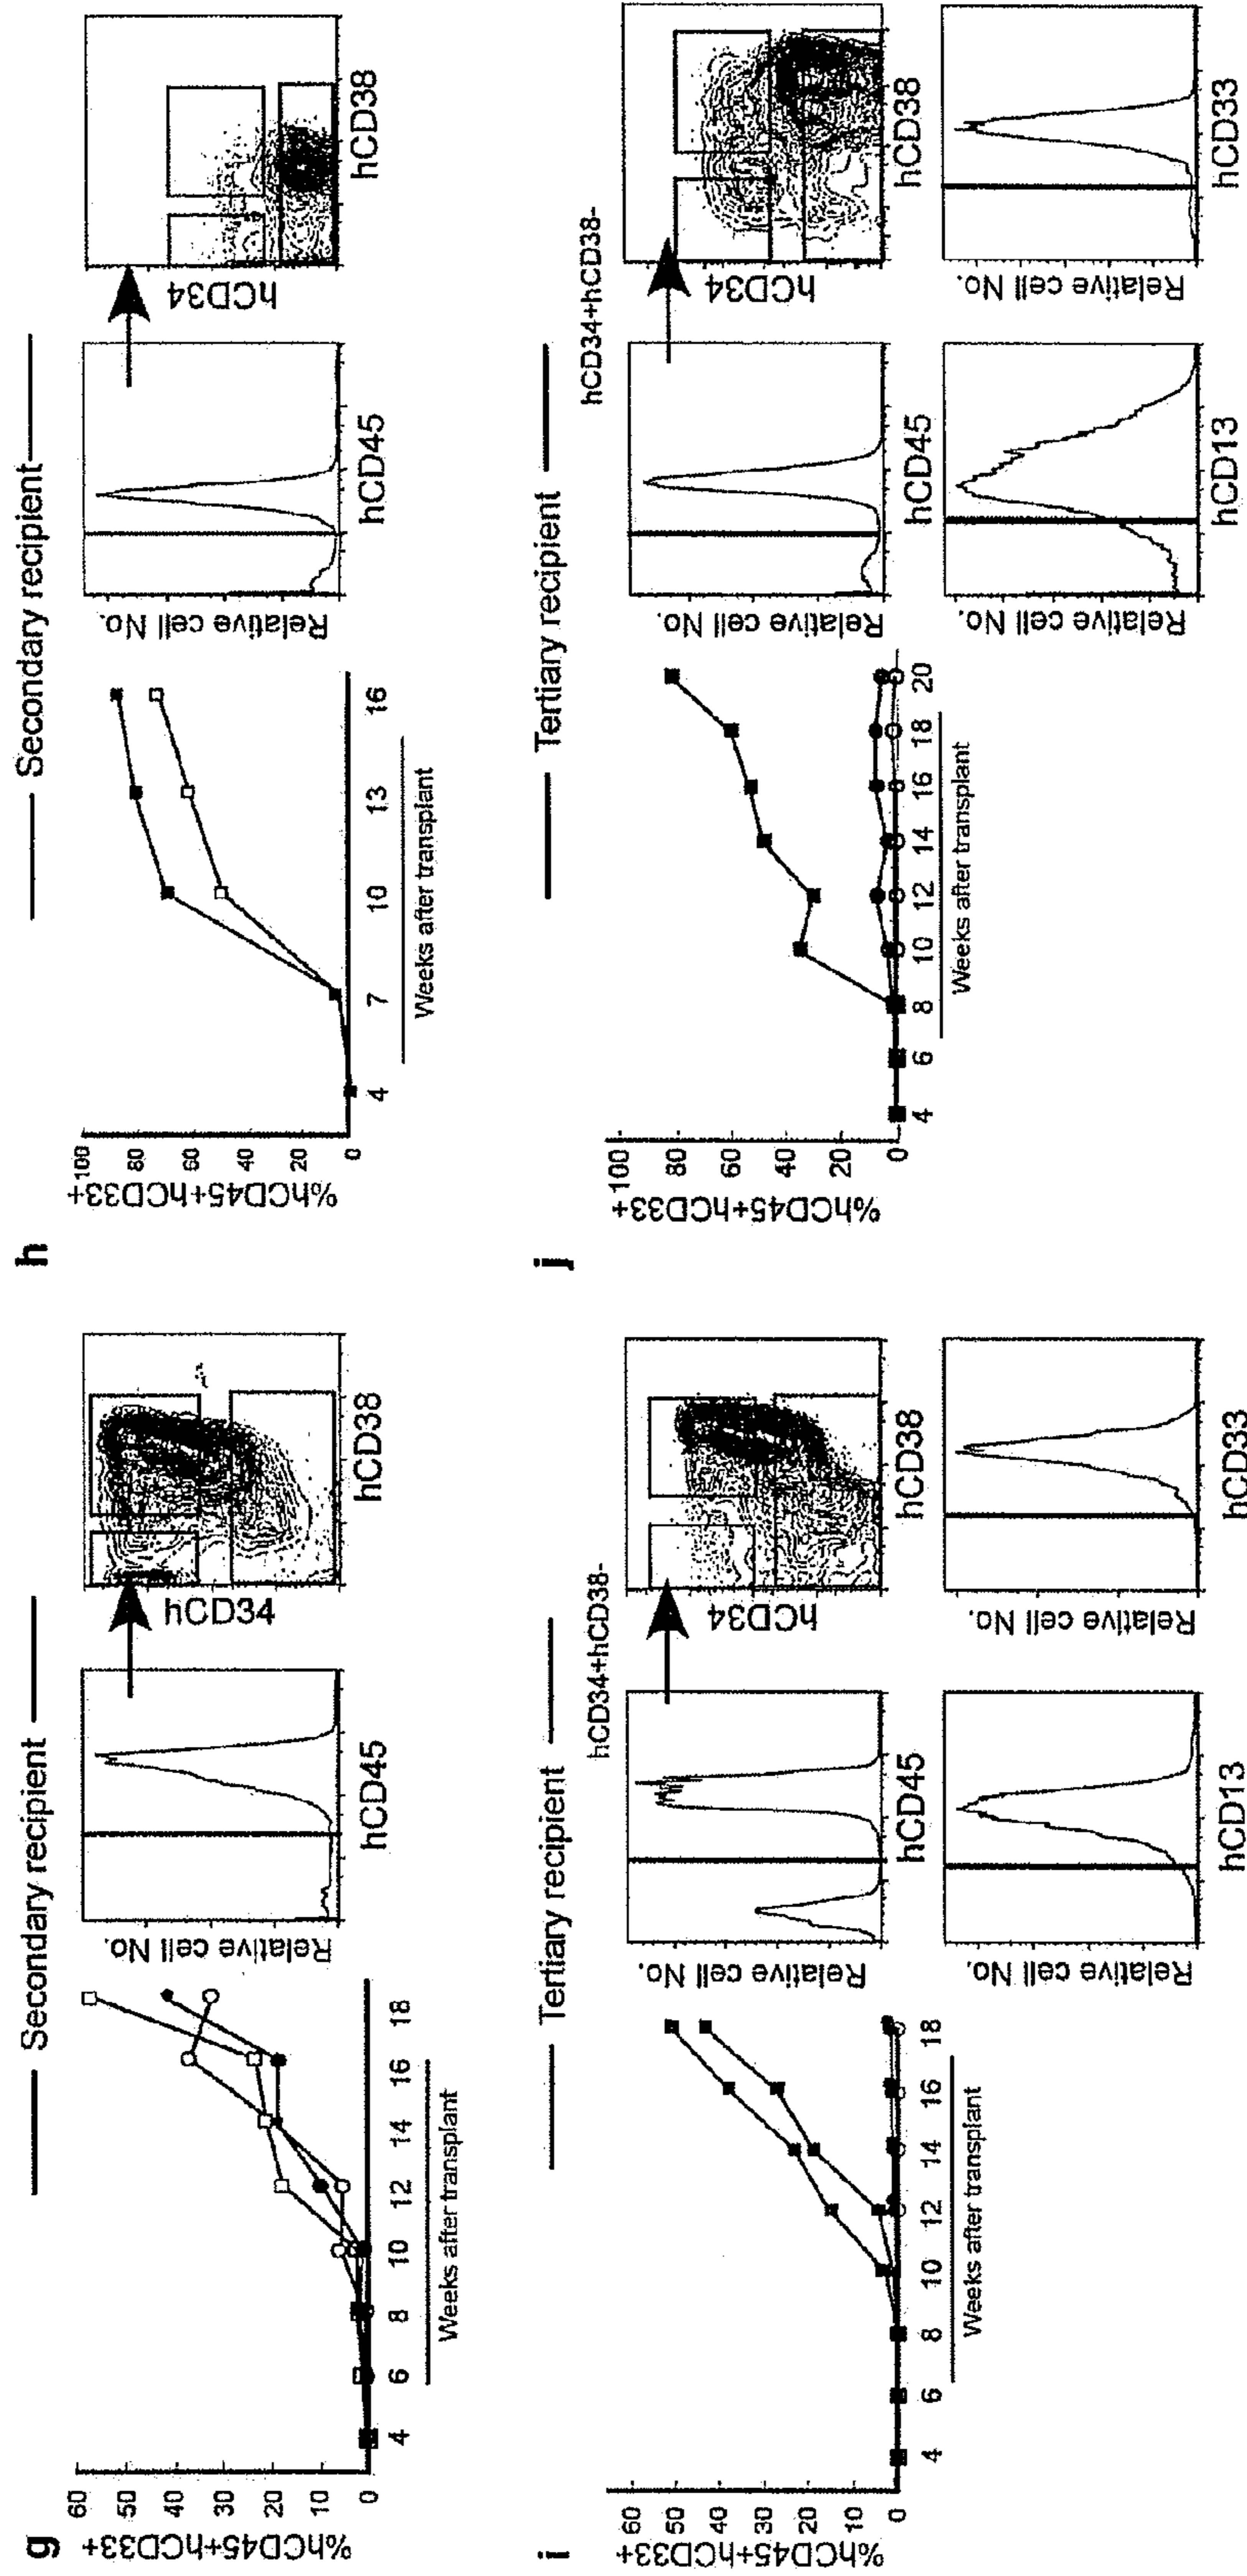 g
Secondary recipient
%hCD45+hCD33+
60
50
40
30
20
10
0
4
6
8
10
12
14
16
18
Weeks after transplant
Relative cell No.
hCD45
hCD34
hCD38
h
Secondary recipient
%hCD45+hCD33+
100
80
60
40
20
0
4
7
10
13
16
Weeks after transplant
Relative cell No.
hCD45
hCD34
hCD38
i
Tertiary recipient
hCD34+hCD38-
%hCD45+hCD33+
60
50
40
30
20
10
0
4
6
8
10
12
14
16
18
Weeks after transplant
Relative cell No.
hCD45
hCD34
hCD38
Relative cell No.
hCD13
Relative cell No.
hCD33
j
Tertiary recipient
hCD34+hCD38-
%hCD45+hCD33+
100
80
60
40
20
0
4
6
8
10
12
14
16
18
20
Weeks after transplant
Relative cell No.
hCD45
hCD34
hCD38
Relative cell No.
hCD13
Relative cell No.
hCD33